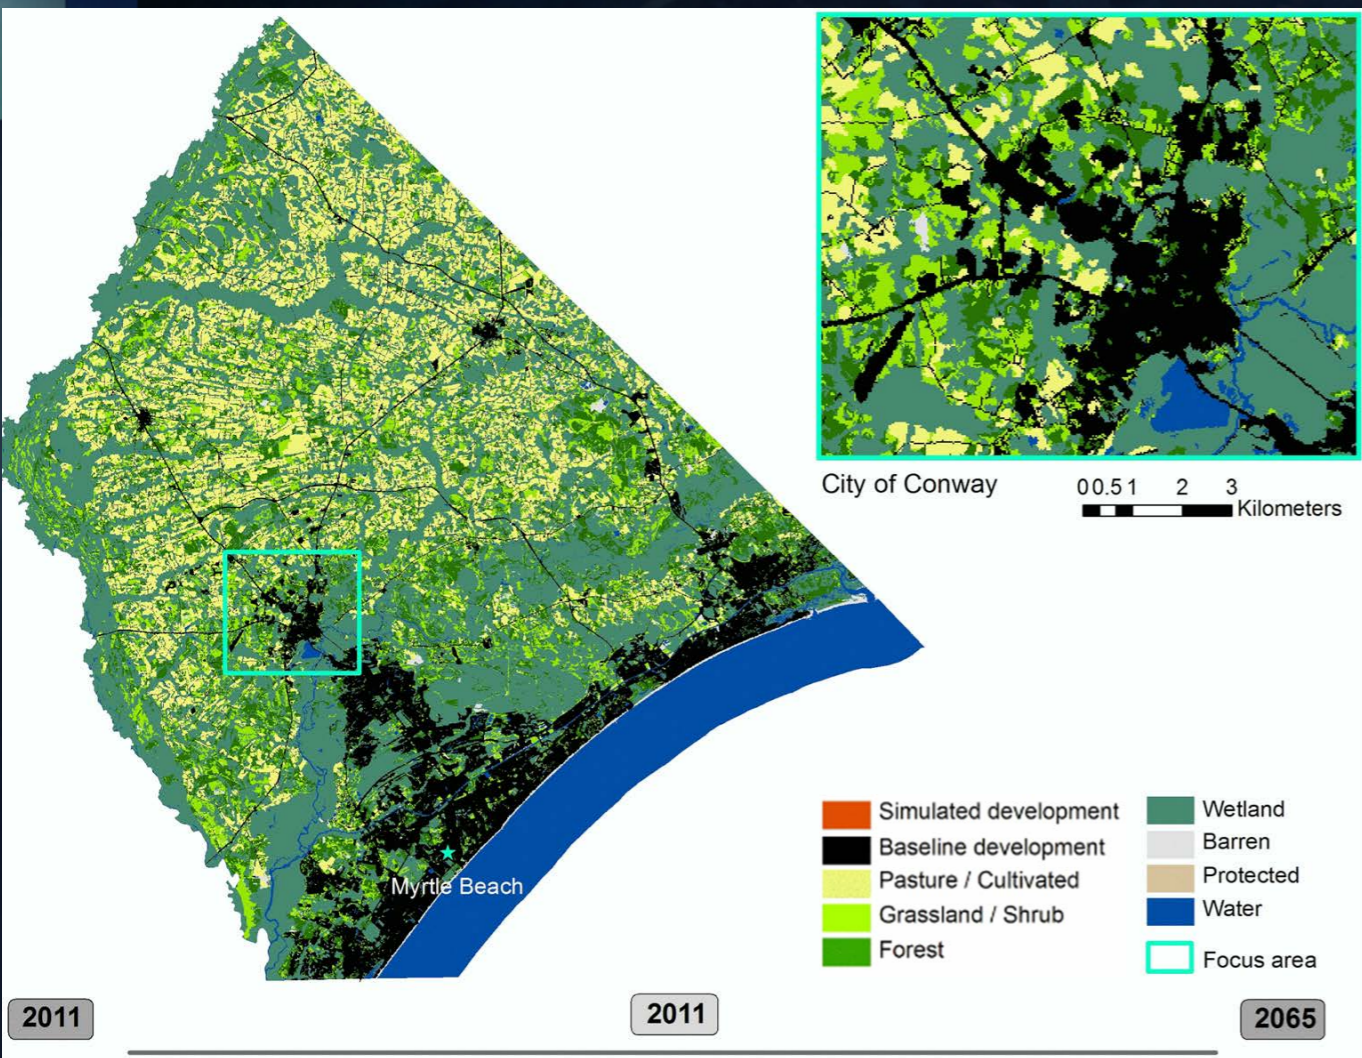 City of Conway
0 0.5 1 2 3
Kilometers
Myrtle Beach
Simulated development
Baseline development
Pasture / Cultivated
Grassland / Shrub
Forest
Wetland
Barren
Protected
Water
Focus area
2011
2011
2065